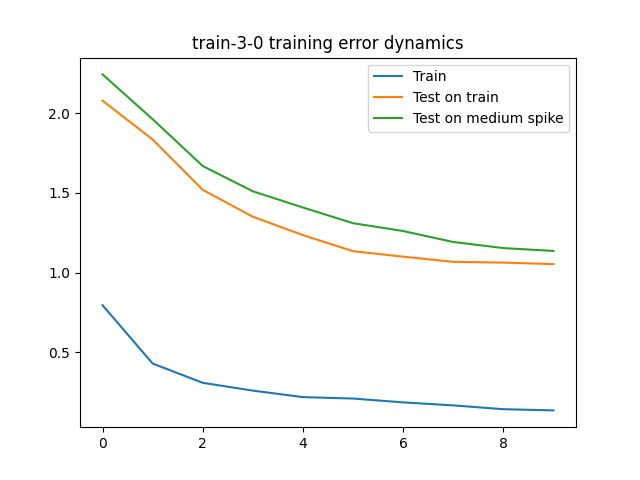 train-3-0 training error dynamics
Train
Test on train
Test on medium spike
2.0
1.5
1.0
0.5
0 2 4 6 8